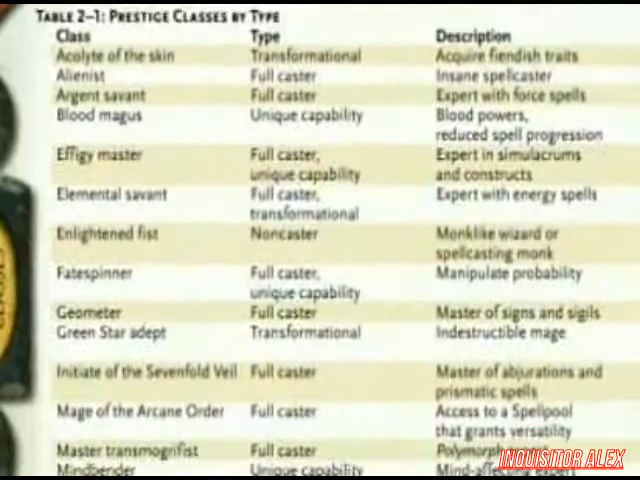 TABLE 2–1: PRESTIGE CLASSES BY TYPE
Class Type Description
Acolyte of the skin Transformational Acquire fiendish traits
Alienist Full caster Insane spellcaster
Argent savant Full caster Expert with force spells
Blood magus Unique capability Blood powers,
reduced spell progression
Effigy master Full caster, Expert in simulacrums
unique capability and constructs
Elemental savant Full caster, Expert with energy spells
transformational
Enlightened fist Noncaster Monklike wizard or
spellcasting monk
Fatespinner Full caster, Manipulate probability
unique capability
Geometer Full caster Master of signs and sigils
Green Star adept Transformational Indestructible mage
Initiate of the Sevenfold Veil Full caster Master of abjurations and
prismatic spells
Mage of the Arcane Order Full caster Access to a Spellpool
that grants versatility
Master transmogrifist Full caster
Mindbender Unique capability Mind-affecting expert
INQUISITOR ALEX